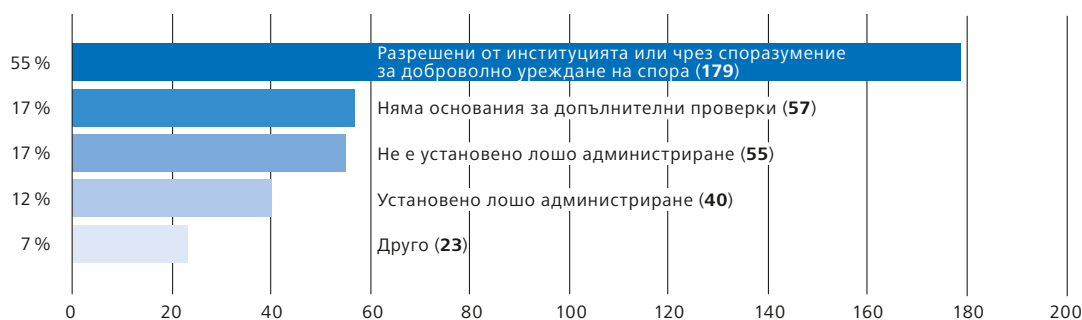 55 %
Разрешени от институцията или чрез споразумение
за доброволно уреждане на спора (179)
17 %
Няма основания за допълнителни проверки (57)
17 %
Не е установено лошо администриране (55)
12 %
Установено лошо администриране (40)
7 %
Друго (23)
0 20 40 60 80 100 120 140 160 180 200